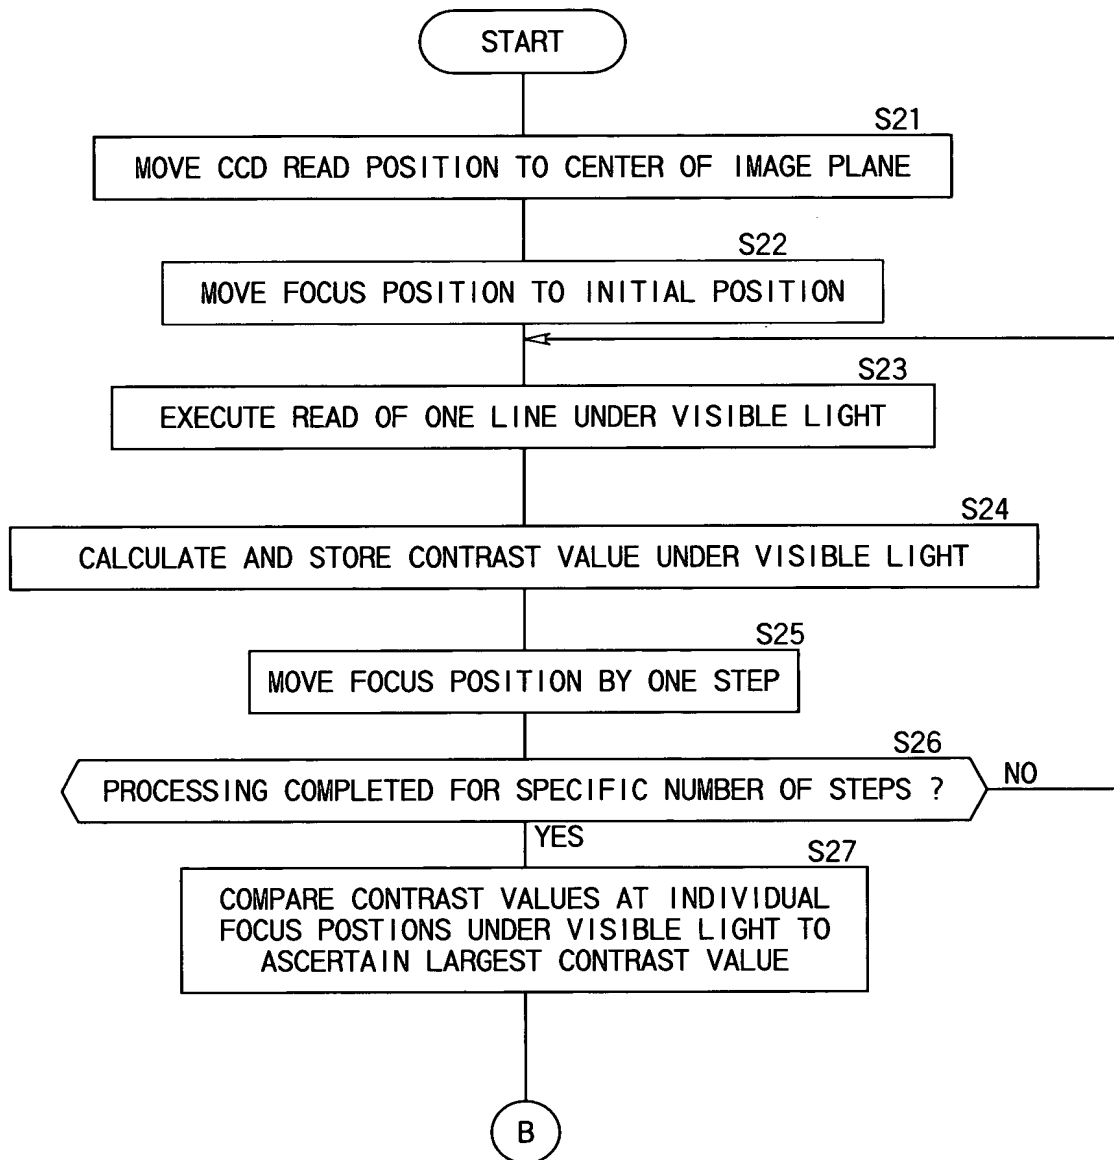 START
S21
MOVE CCD READ POSITION TO CENTER OF IMAGE PLANE
S22
MOVE FOCUS POSITION TO INITIAL POSITION
S23
EXECUTE READ OF ONE LINE UNDER VISIBLE LIGHT
S24
CALCULATE AND STORE CONTRAST VALUE UNDER VISIBLE LIGHT
S25
MOVE FOCUS POSITION BY ONE STEP
S26
PROCESSING COMPLETED FOR SPECIFIC NUMBER OF STEPS ?
NO
YES
S27
COMPARE CONTRAST VALUES AT INDIVIDUAL
FOCUS POSTIONS UNDER VISIBLE LIGHT TO
ASCERTAIN LARGEST CONTRAST VALUE
B